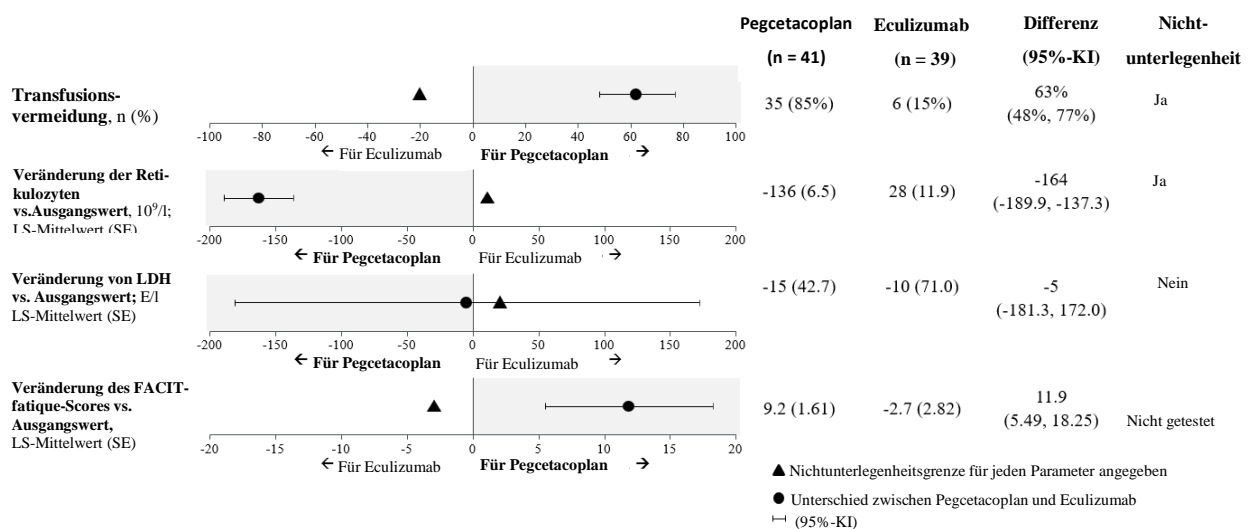 Pegcetacoplan Eculizumab Differenz Nicht-
(n = 41) (n = 39) (95%-KI) unterlegenheit
Transfusions-
vermeidung, n (%)
35 (85%) 6 (15%) 63%
(48%, 77%) Ja
-100 -80 -60 -40 -20 0 20 40 60 80 100
← Für Eculizumab Für Pegcetacoplan →
Veränderung der Reti-
kulozyten
vs.Ausgangswert, 10⁹/l;
LS-Mittelwert (SE)
-136 (6.5) 28 (11.9) -164
(-189.9, -137.3) Ja
-200 -150 -100 -50 0 50 100 150 200
← Für Pegcetacoplan Für Eculizumab →
Veränderung von LDH
vs. Ausgangswert; E/l
LS-Mittelwert (SE)
-15 (42.7) -10 (71.0) -5
(-181.3, 172.0) Nein
-200 -150 -100 -50 0 50 100 150 200
← Für Pegcetacoplan Für Eculizumab →
Veränderung des FACIT-
fatique-Scores vs.
Ausgangswert,
LS-Mittelwert (SE)
9.2 (1.61) -2.7 (2.82) 11.9
(5.49, 18.25) Nicht getestet
-20 -15 -10 -5 0 5 10 15 20
← Für Eculizumab Für Pegcetacoplan →
▲ Nichtunterlegenheitsgrenze für jeden Parameter angegeben
● Unterschied zwischen Pegcetacoplan und Eculizumab
(95%-KI)